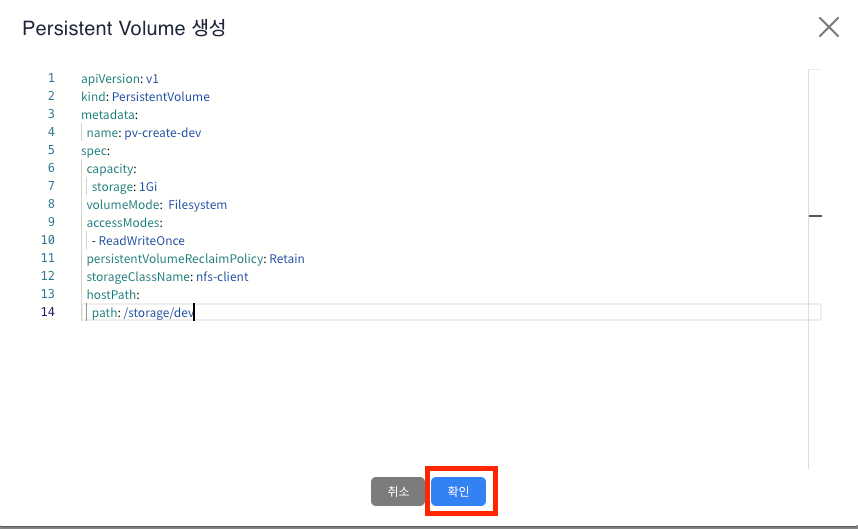 Persistent Volume 생성
1 apiVersion: v1
2 kind: PersistentVolume
3 metadata:
4 name: pv-create-dev
5 spec:
6 capacity:
7 storage: 1Gi
8 volumeMode: Filesystem
9 accessModes:
10 - ReadWriteOnce
11 persistentVolumeReclaimPolicy: Retain
12 storageClassName: nfs-client
13 hostPath:
14 path: /storage/dev
취소 확인